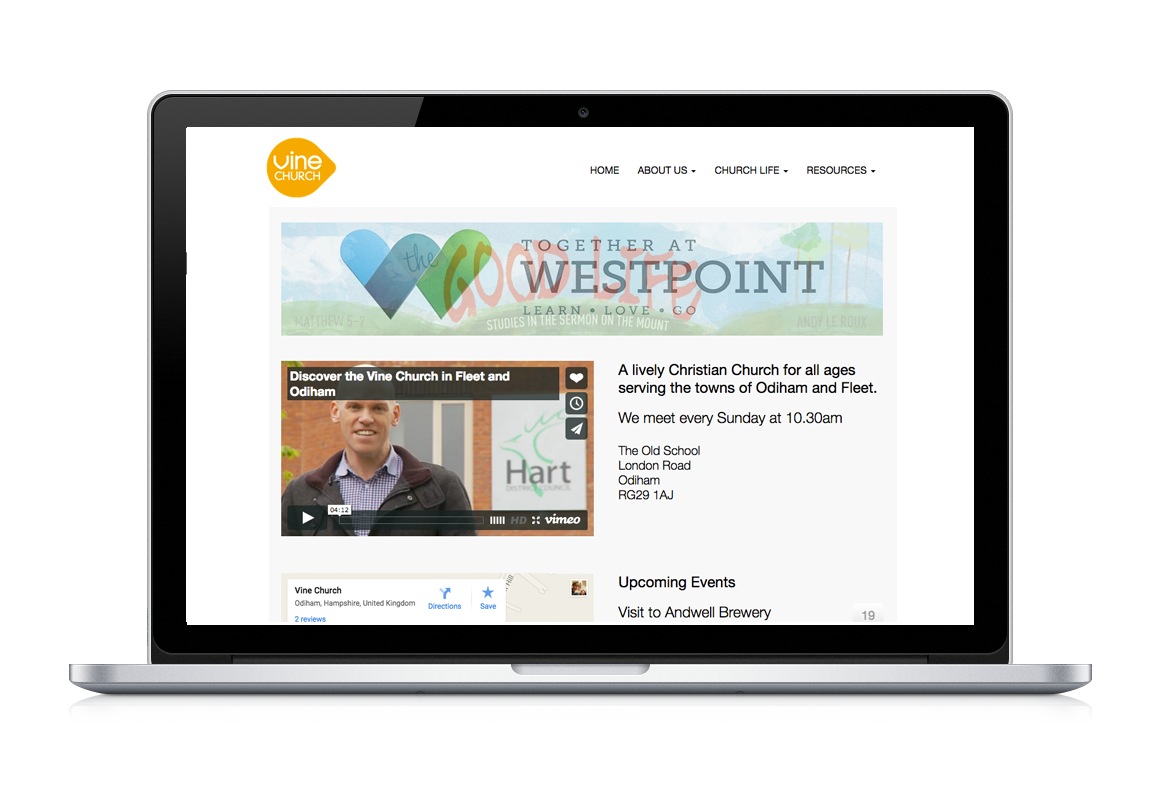 vine
CHURCH
HOME
ABOUT US
CHURCH LIFE
RESOURCES
TOGETHER AT
WESTPOINT
LEARN • LOVE • GO
the
GOOD LIFE
STUDIES IN THE SERMON ON THE MOUNT
MATTHEW 5-7
ANDY LE ROUX
Discover the Vine Church in Fleet and
Odiham
Hart
DISTRICT COUNCIL
04:12
HD
vimeo
A lively Christian Church for all ages
serving the towns of Odiham and Fleet.
We meet every Sunday at 10.30am
The Old School
London Road
Odiham
RG29 1AJ
Vine Church
Odiham, Hampshire, United Kingdom
2 reviews
Directions
Save
Hill
Upcoming Events
Visit to Andwell Brewery
19